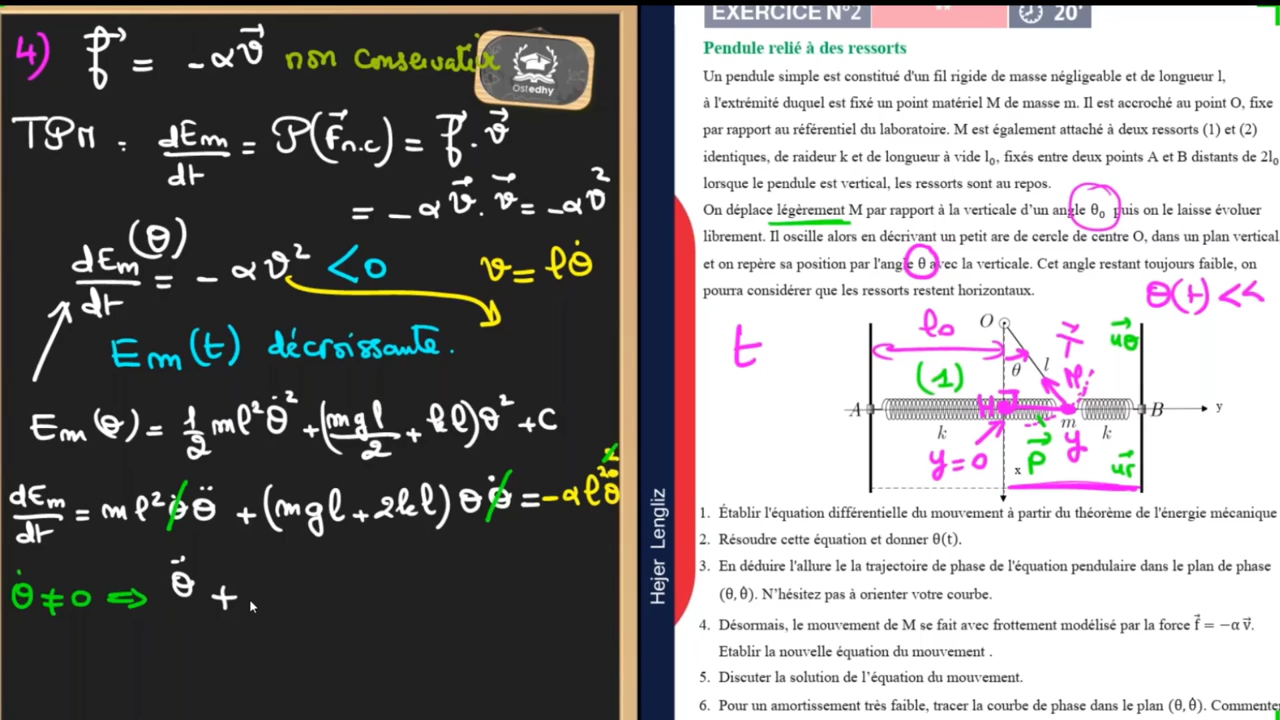 4) f⃗ = -αv⃗ non conservative
Ostedhy
TPM : dEm/dt = P(F⃗n.c) = f⃗ . v⃗
= -αv⃗ . v⃗ = -αv²
dEm(θ)/dt = -αv² <0 v = lθ̇
Em(t) décroissante.
Em(θ) = 1/2 ml²θ̇² + (mgl/2 + kl)θ² + C
dEm/dt = ml²θ̇θ̈ + (mgl + 2kl)θθ̇ = -αl²θ̇²
θ̇ ≠ 0 ⇒ θ̈ +
Hejer Lengliz
EXERCICE N°2
**
20'
Pendule relié à des ressorts
Un pendule simple est constitué d'un fil rigide de masse négligeable et de longueur l,
à l'extrémité duquel est fixé un point matériel M de masse m. Il est accroché au point O, fixe
par rapport au référentiel du laboratoire. M est également attaché à deux ressorts (1) et (2)
identiques, de raideur k et de longueur à vide l₀, fixés entre deux points A et B distants de 2l₀
lorsque le pendule est vertical, les ressorts sont au repos.
On déplace légèrement M par rapport à la verticale d'un angle θ₀ puis on le laisse évoluer
librement. Il oscille alors en décrivant un petit arc de cercle de centre O, dans un plan vertical
et on repère sa position par l'angle θ avec la verticale. Cet angle restant toujours faible, on
pourra considérer que les ressorts restent horizontaux.
θ(t) <<
t
O
l₀
θ
l
T⃗
u⃗θ
(1)
H
M
A
B
y
k
m
k
y=0
x
P⃗
y
u⃗r
1. Établir l'équation différentielle du mouvement à partir du théorème de l'énergie mécanique
2. Résoudre cette équation et donner θ(t).
3. En déduire l'allure le la trajectoire de phase de l'équation pendulaire dans le plan de phase
(θ, θ̇). N'hésitez pas à orienter votre courbe.
4. Désormais, le mouvement de M se fait avec frottement modélisé par la force f⃗ = -α v⃗.
Etablir la nouvelle équation du mouvement .
5. Discuter la solution de l'équation du mouvement.
6. Pour un amortissement très faible, tracer la courbe de phase dans le plan (θ, θ̇). Commente